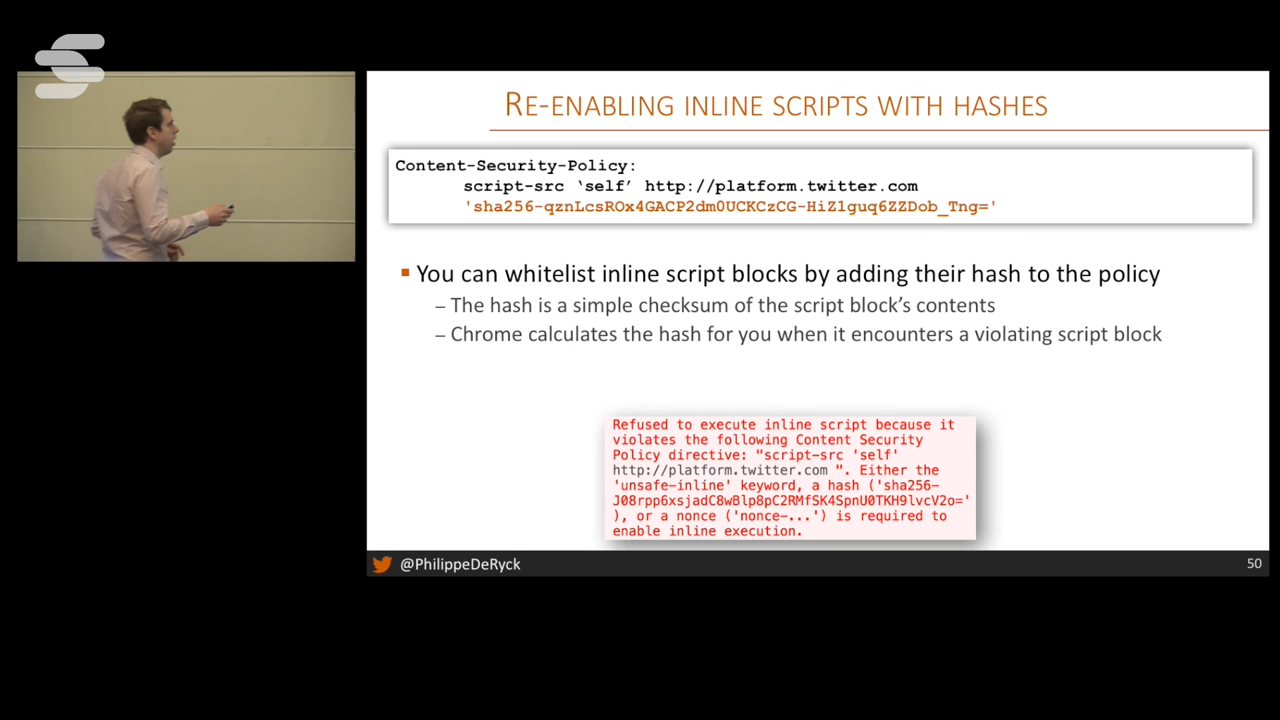 RE-ENABLING INLINE SCRIPTS WITH HASHES
Content-Security-Policy:
script-src ‘self’ http://platform.twitter.com
'sha256-qznLcsROx4GACP2dm0UCKCzCG-HiZ1guq6ZZDob_Tng='
▪ You can whitelist inline script blocks by adding their hash to the policy
– The hash is a simple checksum of the script block’s contents
– Chrome calculates the hash for you when it encounters a violating script block
Refused to execute inline script because it
violates the following Content Security
Policy directive: "script-src 'self'
http://platform.twitter.com ". Either the
'unsafe-inline' keyword, a hash ('sha256-
J08rpp6xsjadC8wBlp8pC2RMfSK4SpnU0TKH9lvcV2o='
), or a nonce ('nonce-...') is required to
enable inline execution.
@PhilippeDeRyck
50